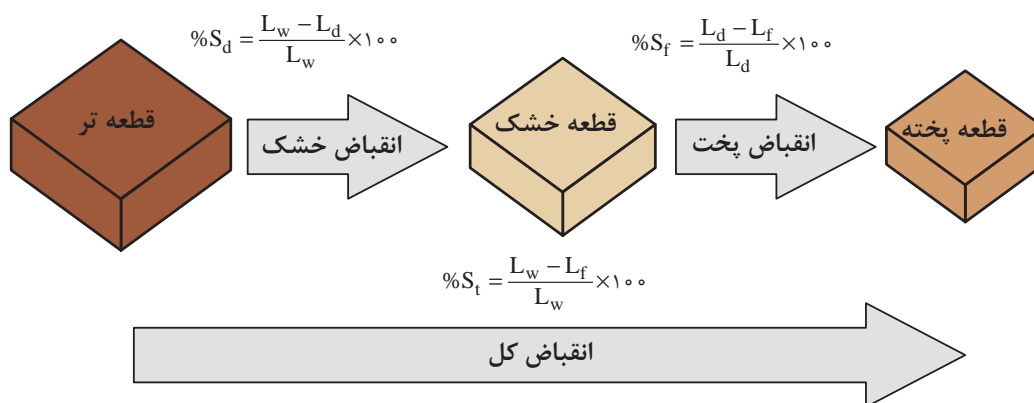 %S_d = (L_w − L_d) / L_w × ۱۰۰
%S_f = (L_d − L_f) / L_d × ۱۰۰
قطعه تر
انقباض خشک
قطعه خشک
انقباض پخت
قطعه پخته
%S_t = (L_w − L_f) / L_w × ۱۰۰
انقباض کل